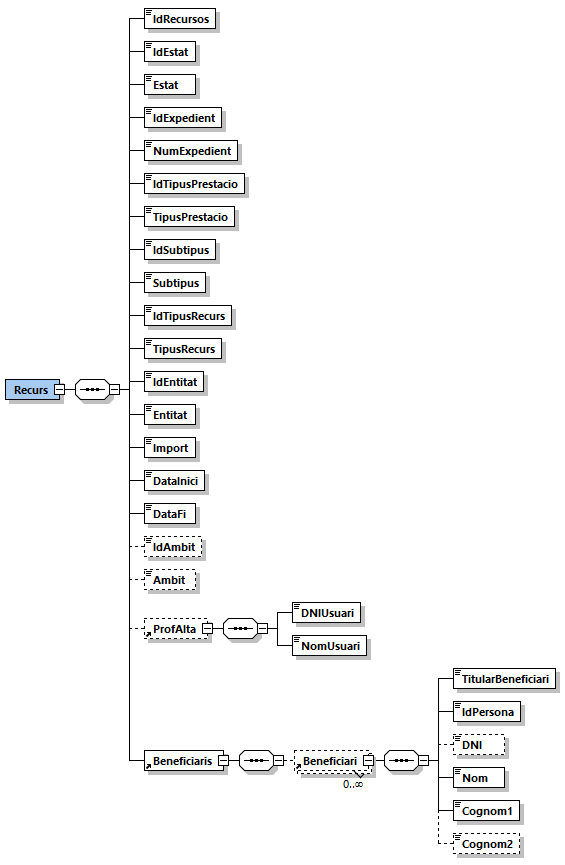 IdRecursos
IdEstat
Estat
IdExpedient
NumExpedient
IdTipusPrestacio
TipusPrestacio
IdSubtipus
Subtipus
IdTipusRecurs
TipusRecurs
Recurs
IdEntitat
Entitat
Import
DataInici
DataFi
IdAmbit
Ambit
ProfAlta
DNIUsuari
NomUsuari
Beneficiaris
Beneficiari
0..∞
TitularBeneficiari
IdPersona
DNI
Nom
Cognom1
Cognom2